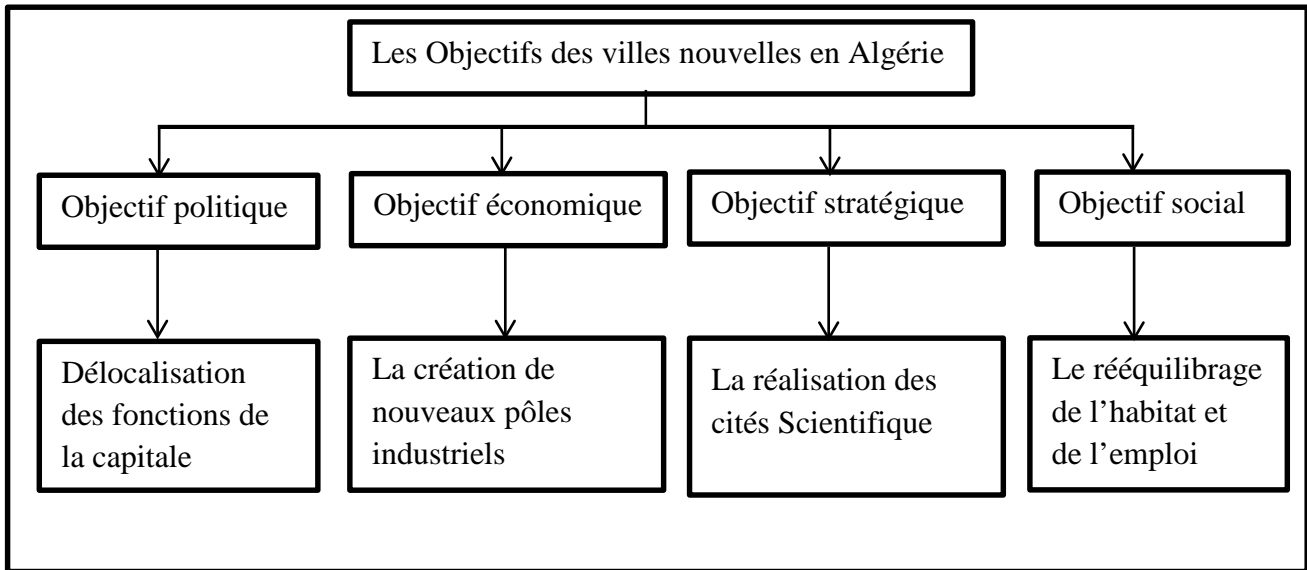 Les Objectifs des villes nouvelles en Algérie
Objectif politique
Objectif économique
Objectif stratégique
Objectif social
Délocalisation
des fonctions de
la capitale
La création de
nouveaux pôles
industriels
La réalisation des
cités Scientifique
Le rééquilibrage
de l’habitat et
de l’emploi